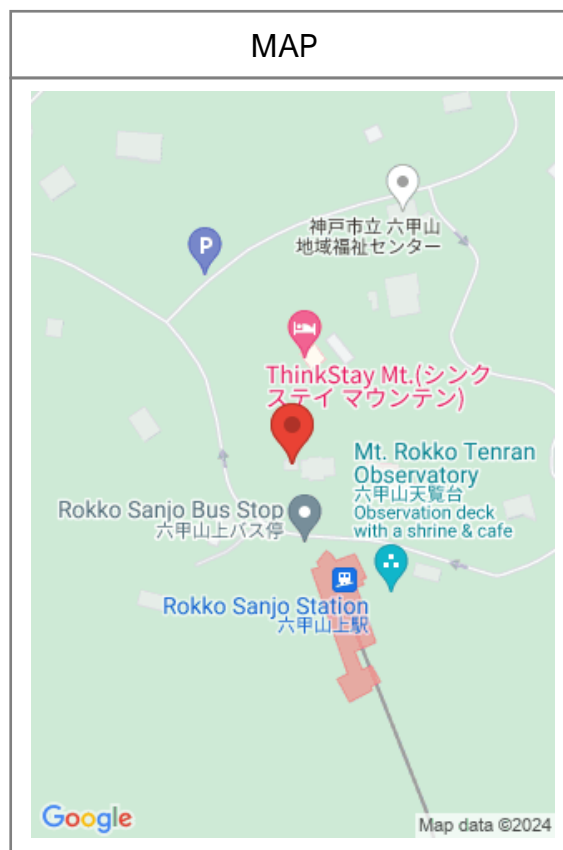 MAP
神戸市立 六甲山
地域福祉センター
P
ThinkStay Mt.(シンク
ステイ マウンテン)
Mt. Rokko Tenran
Observatory
六甲山天覧台
Observation deck
with a shrine & cafe
Rokko Sanjo Bus Stop
六甲山上バス停
Rokko Sanjo Station
六甲山上駅
Google
Map data ©2024